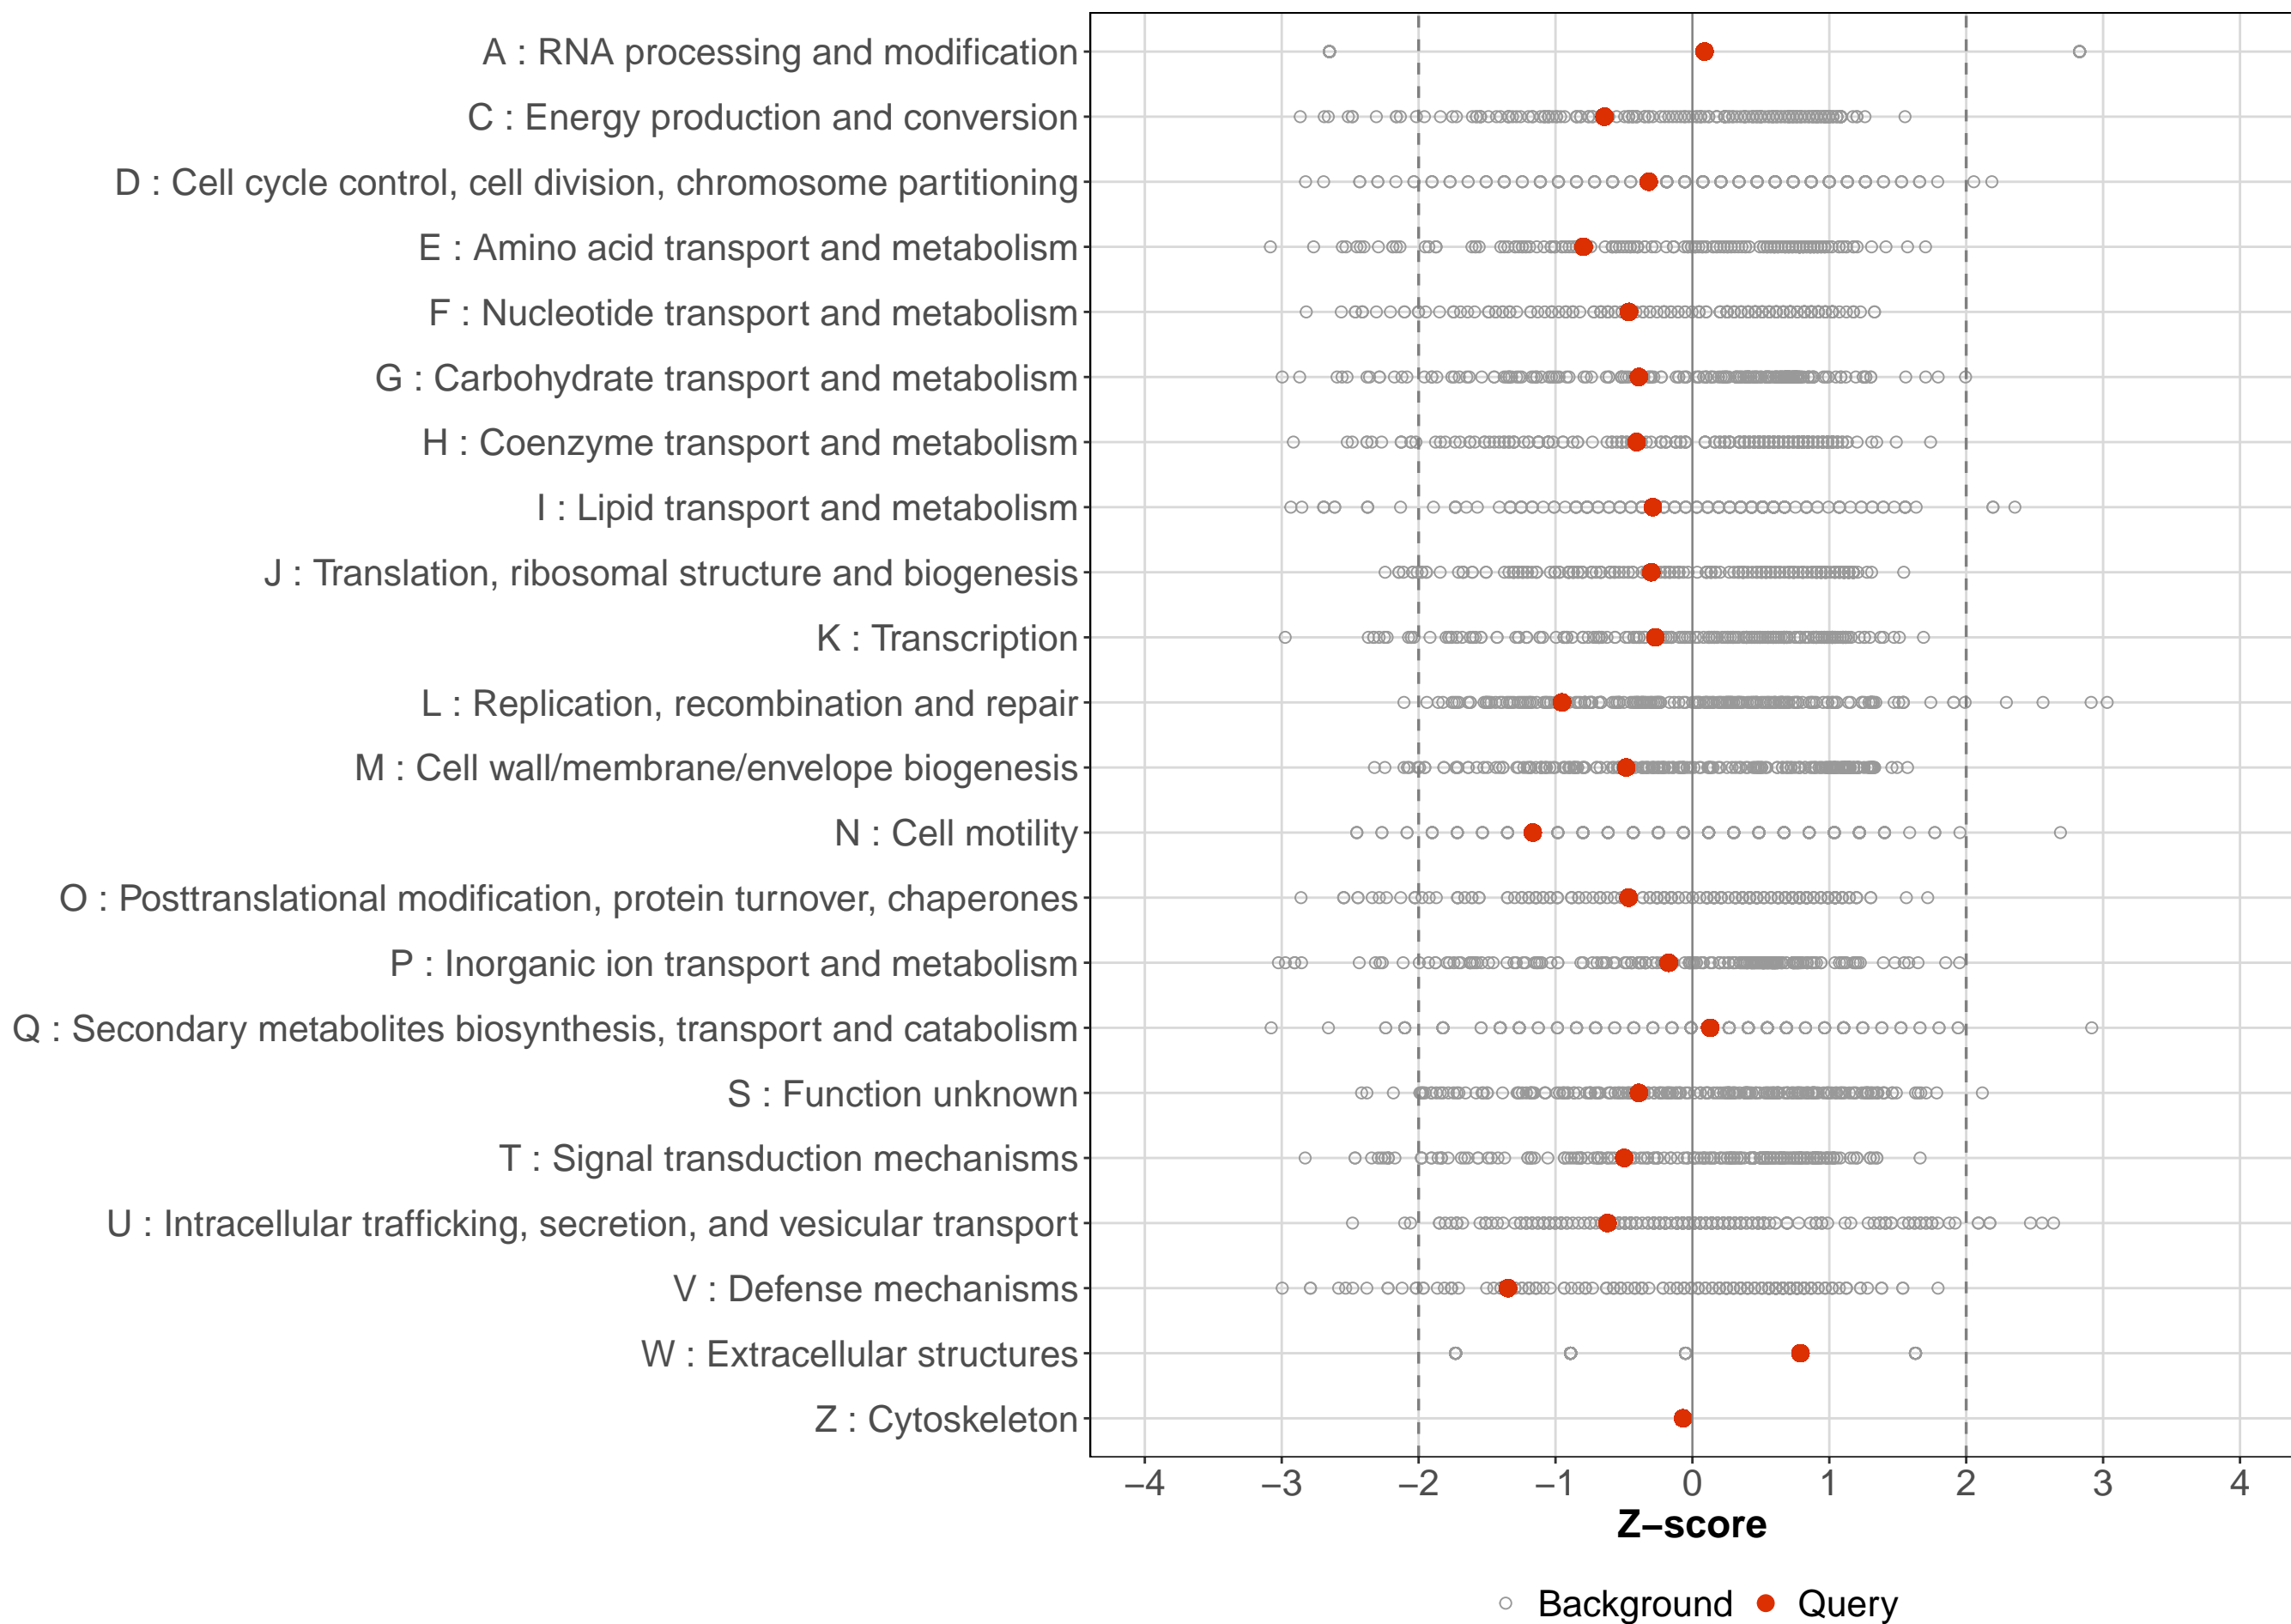 A : RNA processing and modification
C : Energy production and conversion
D : Cell cycle control, cell division, chromosome partitioning
E : Amino acid transport and metabolism
F : Nucleotide transport and metabolism
G : Carbohydrate transport and metabolism
H : Coenzyme transport and metabolism
I : Lipid transport and metabolism
J : Translation, ribosomal structure and biogenesis
K : Transcription
L : Replication, recombination and repair
M : Cell wall/membrane/envelope biogenesis
N : Cell motility
O : Posttranslational modification, protein turnover, chaperones
P : Inorganic ion transport and metabolism
Q : Secondary metabolites biosynthesis, transport and catabolism
S : Function unknown
T : Signal transduction mechanisms
U : Intracellular trafficking, secretion, and vesicular transport
V : Defense mechanisms
W : Extracellular structures
Z : Cytoskeleton
−4 −3 −2 −1 0 1 2 3 4
Z−score
Background Query